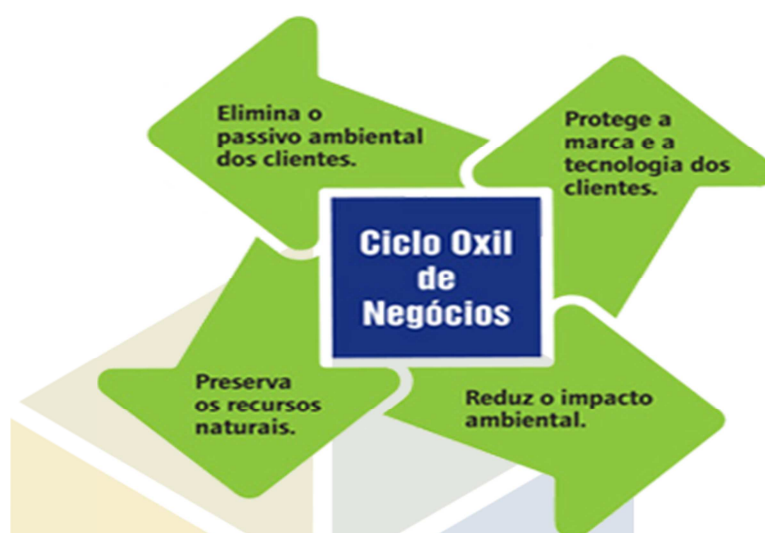 Elimina o
passivo ambiental
dos clientes.
Protege a
marca e a
tecnologia dos
clientes.
Ciclo Oxil
de
Negócios
Preserva
os recursos
naturais.
Reduz o impacto
ambiental.